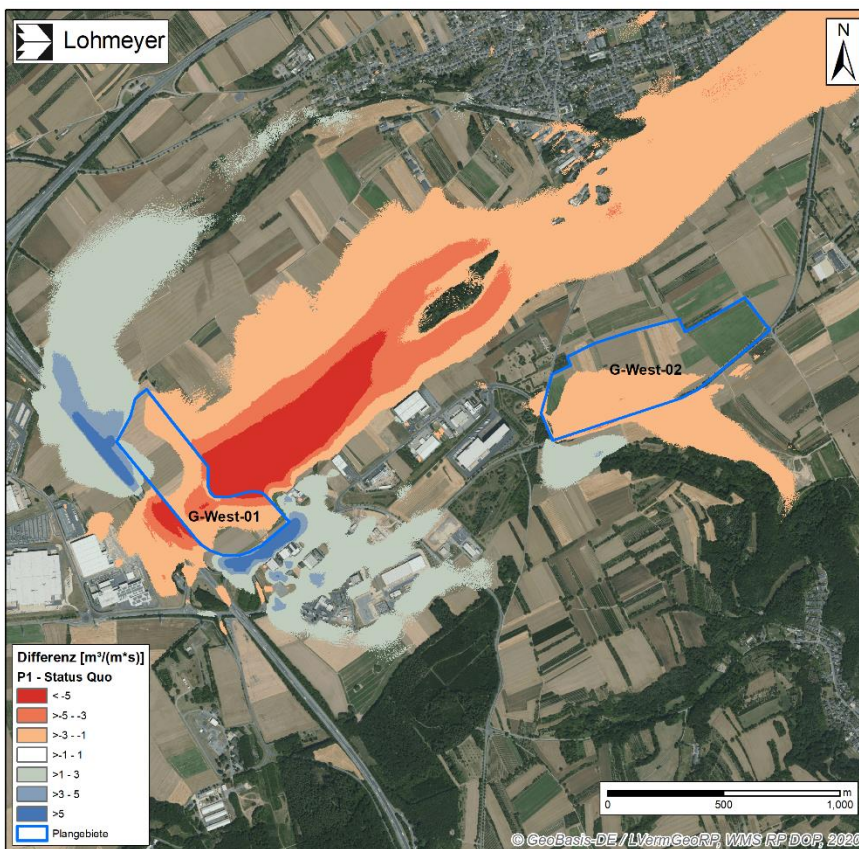 Lohmeyer
N
G-West-02
G-West-01
Differenz [m³/(m*s)]
P1 - Status Quo
< -5
>-5 - -3
>-3 - -1
>-1 - 1
>1 - 3
>3 - 5
>5
Plangebiete
m
0 500 1,000
© GeoBasis-DE / LVermGeoRP, WMS RP DOP, 2020